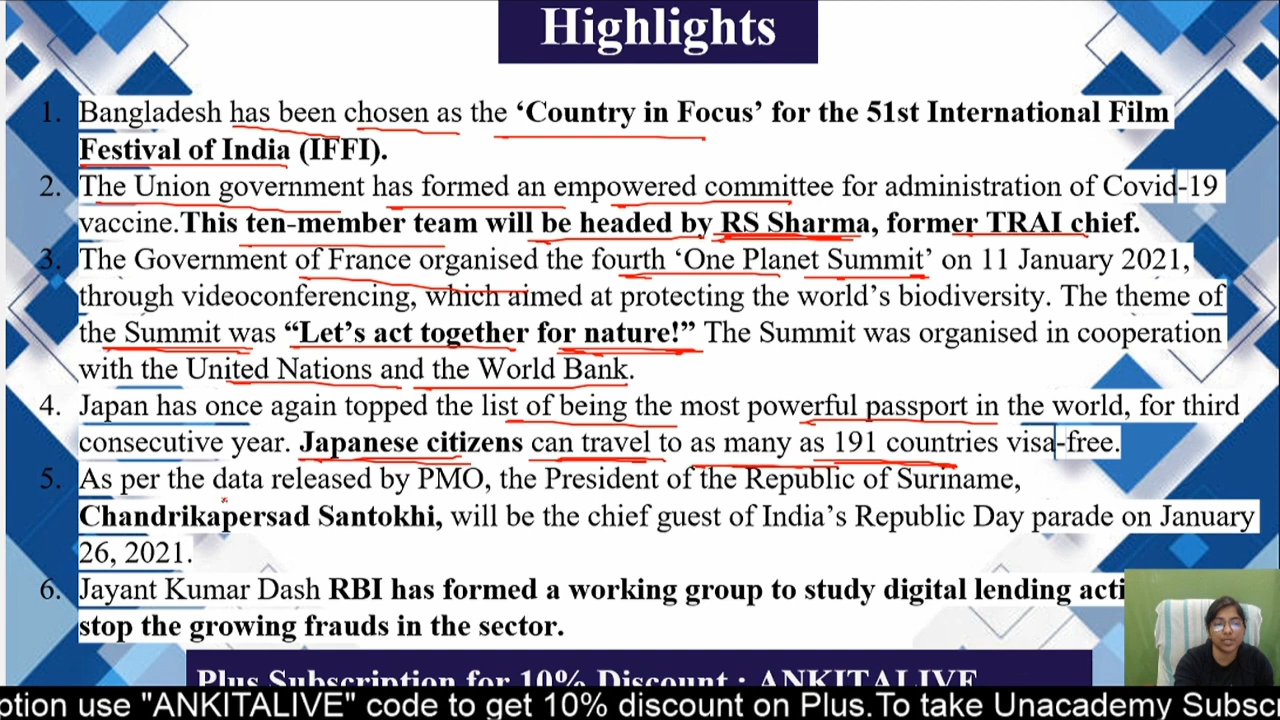 Highlights
1. Bangladesh has been chosen as the ‘Country in Focus’ for the 51st International Film
Festival of India (IFFI).
2. The Union government has formed an empowered committee for administration of Covid-19
vaccine.This ten-member team will be headed by RS Sharma, former TRAI chief.
3. The Government of France organised the fourth ‘One Planet Summit’ on 11 January 2021,
through videoconferencing, which aimed at protecting the world’s biodiversity. The theme of
the Summit was “Let’s act together for nature!” The Summit was organised in cooperation
with the United Nations and the World Bank.
4. Japan has once again topped the list of being the most powerful passport in the world, for third
consecutive year. Japanese citizens can travel to as many as 191 countries visa-free.
5. As per the data released by PMO, the President of the Republic of Suriname,
Chandrikapersad Santokhi, will be the chief guest of India’s Republic Day parade on January
26, 2021.
6. Jayant Kumar Dash RBI has formed a working group to study digital lending acti
stop the growing frauds in the sector.
Plus Subscription for 10% Discount : ANKITALIVE
ption use "ANKITALIVE" code to get 10% discount on Plus.To take Unacademy Subsc